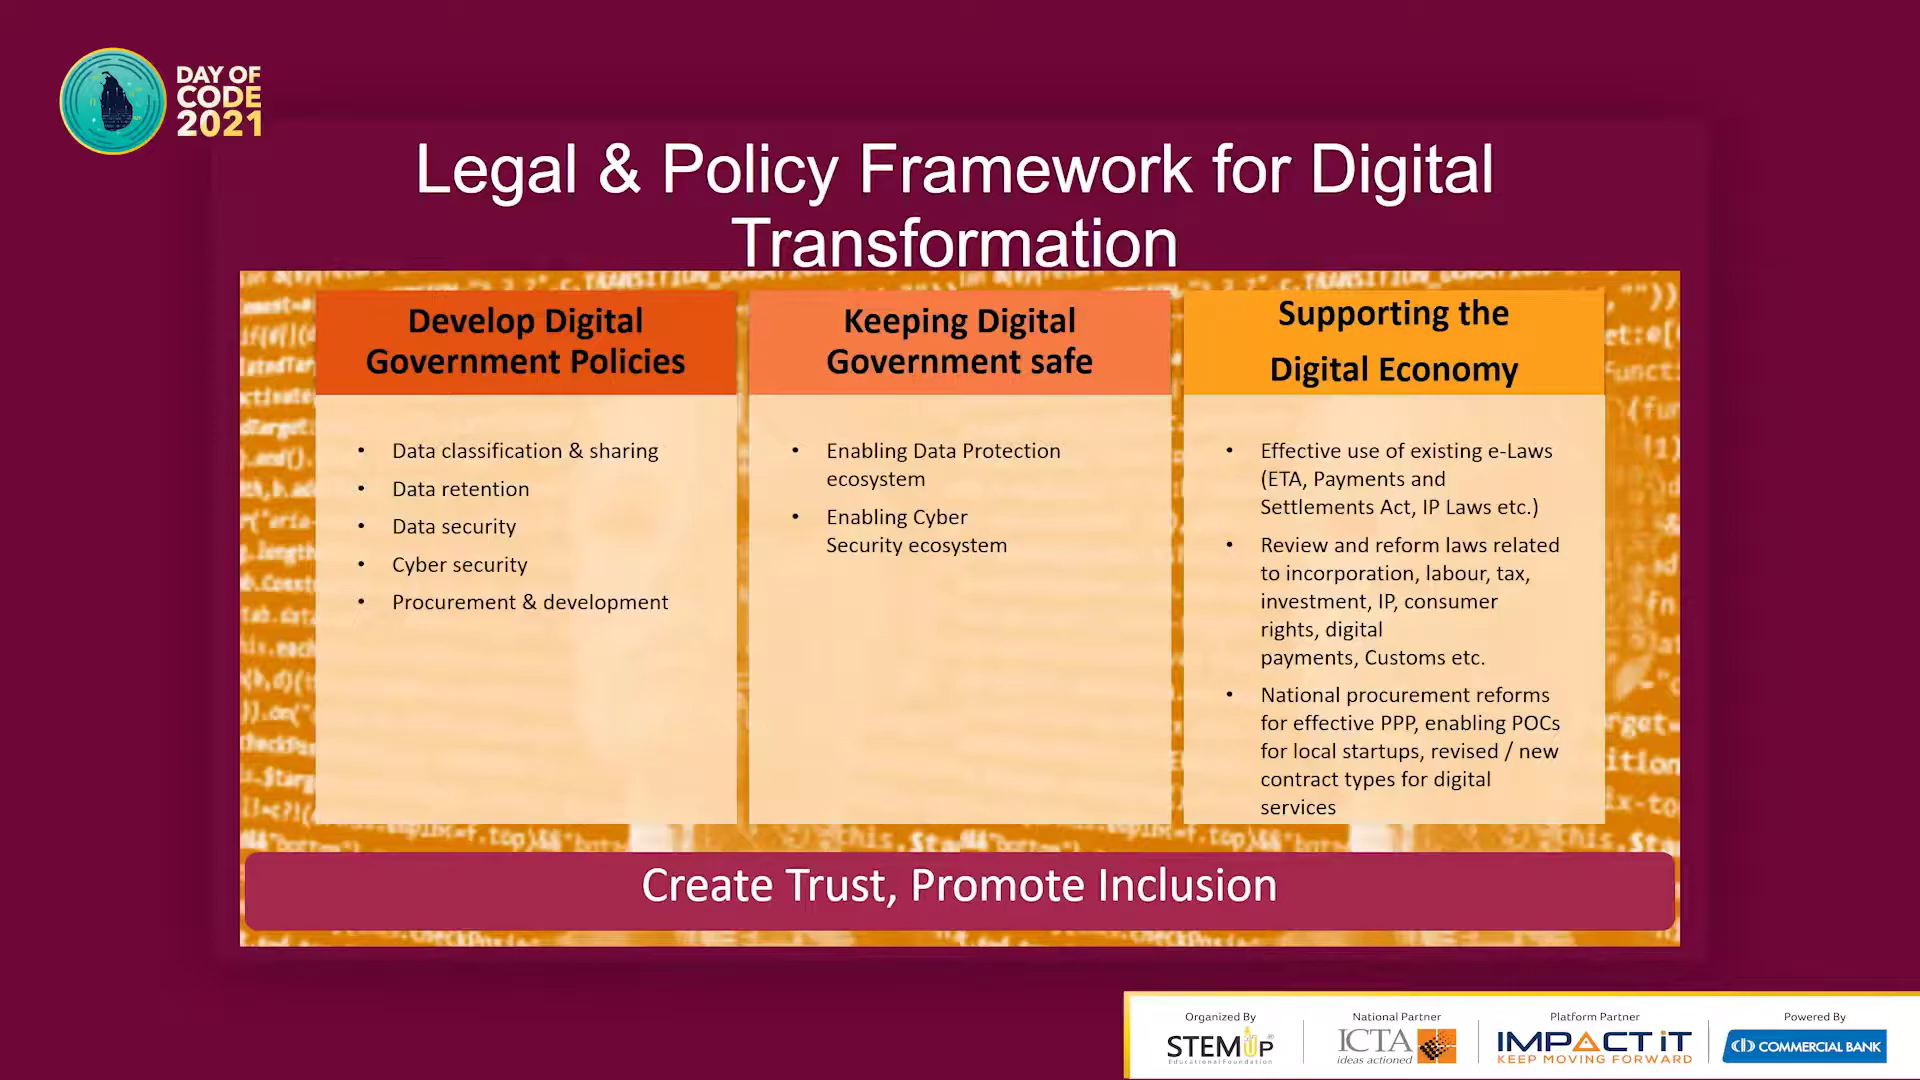 DAY OF
CODE
2021
Legal & Policy Framework for Digital
Transformation
Develop Digital
Government Policies
• Data classification & sharing
• Data retention
• Data security
• Cyber security
• Procurement & development
Keeping Digital
Government safe
• Enabling Data Protection
ecosystem
• Enabling Cyber
Security ecosystem
Supporting the
Digital Economy
• Effective use of existing e-Laws
(ETA, Payments and
Settlements Act, IP Laws etc.)
• Review and reform laws related
to incorporation, labour, tax,
investment, IP, consumer
rights, digital
payments, Customs etc.
• National procurement reforms
for effective PPP, enabling POCs
for local startups, revised / new
contract types for digital
services
Create Trust, Promote Inclusion
Organized By
STEMUP
Educational Foundation
National Partner
ICTA
ideas actioned
Platform Partner
IMPACT iT
KEEP MOVING FORWARD
Powered By
COMMERCIAL BANK